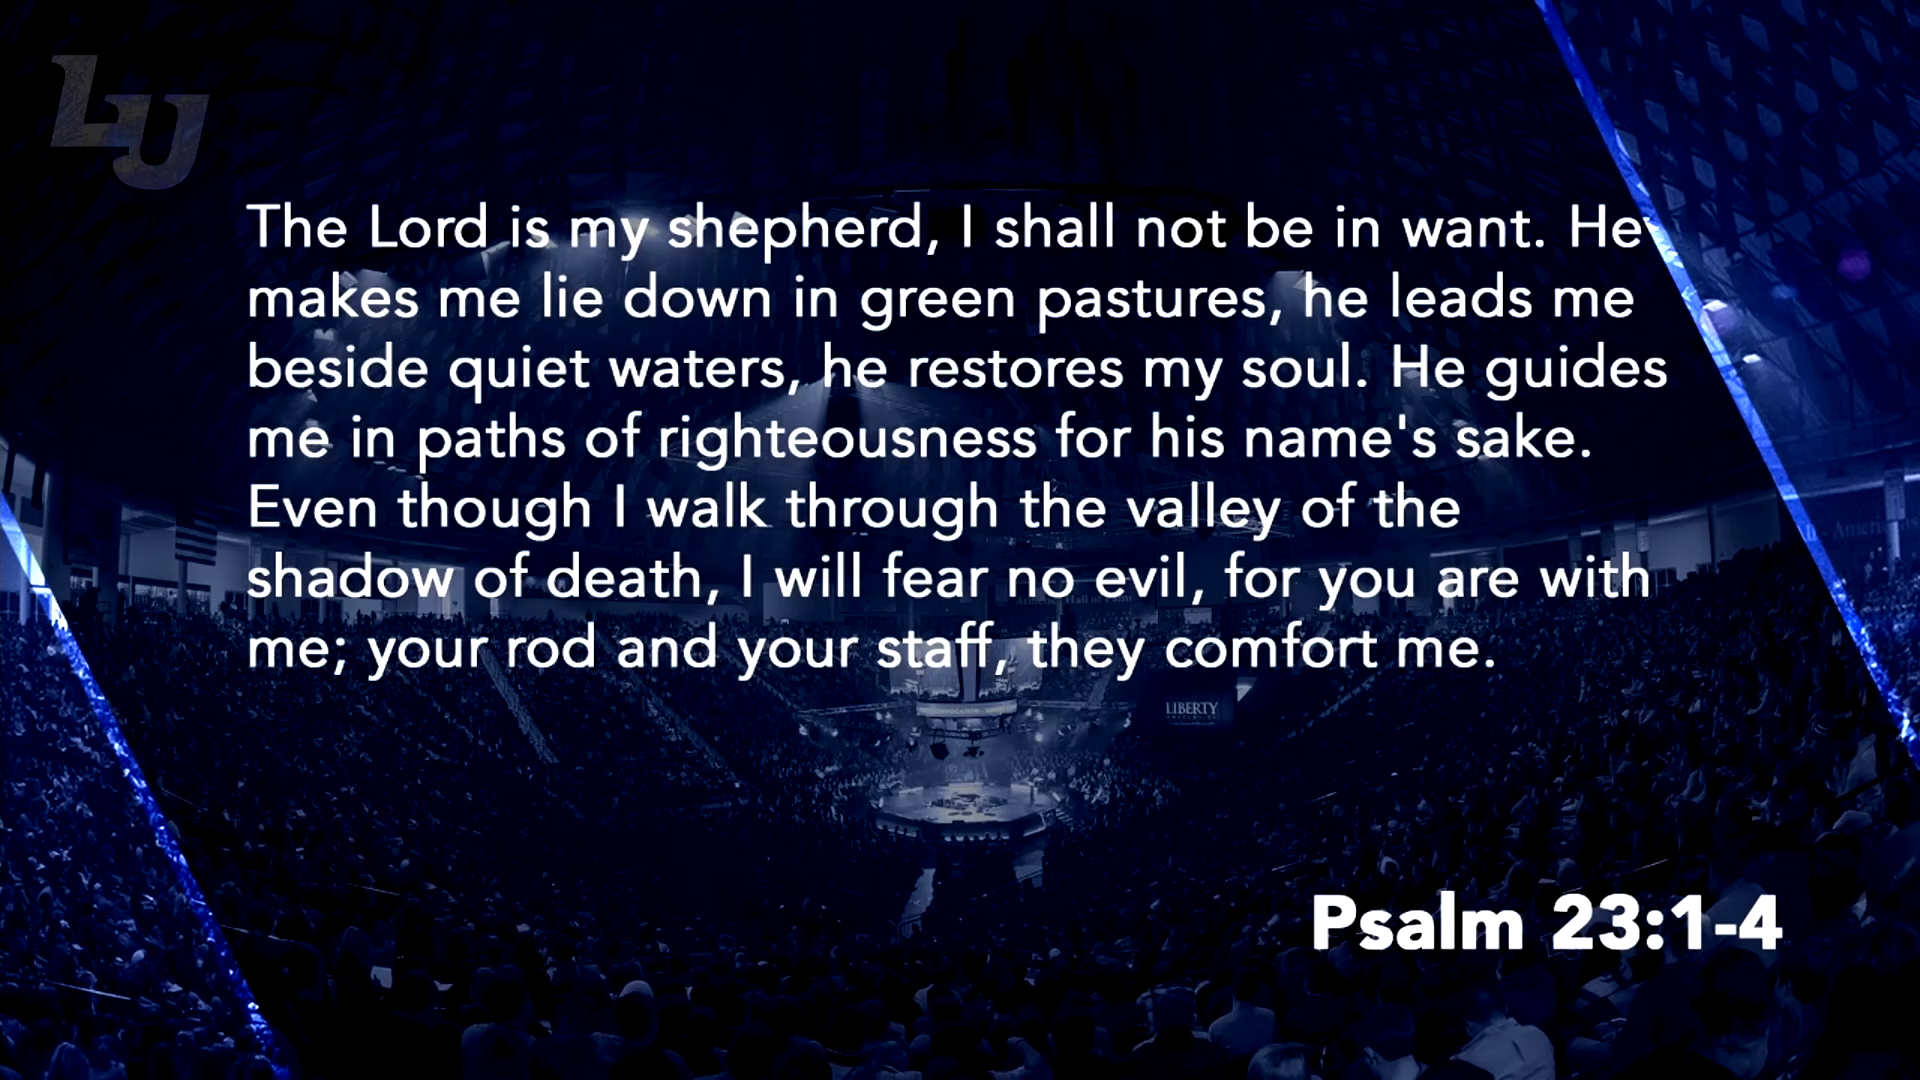 LU
The Lord is my shepherd, I shall not be in want. He
makes me lie down in green pastures, he leads me
beside quiet waters, he restores my soul. He guides
me in paths of righteousness for his name's sake.
Even though I walk through the valley of the
shadow of death, I will fear no evil, for you are with
me; your rod and your staff, they comfort me.
LIBERTY
Psalm 23:1-4